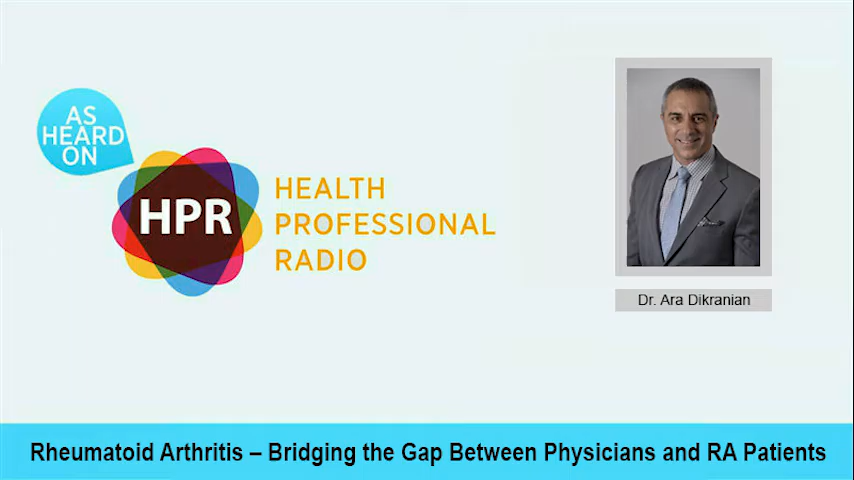 AS
HEARD
ON
HPR
HEALTH
PROFESSIONAL
RADIO
Dr. Ara Dikranian
Rheumatoid Arthritis – Bridging the Gap Between Physicians and RA Patients